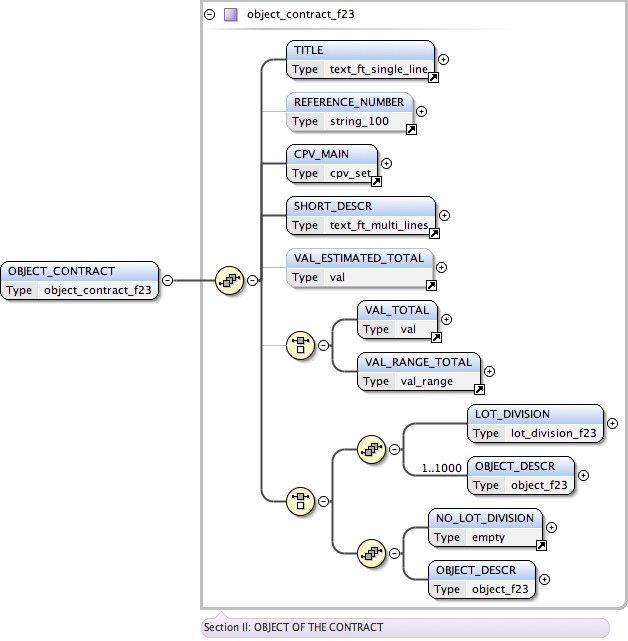 object_contract_f23
TITLE
Type text_ft_single_line
REFERENCE_NUMBER
Type string_100
CPV_MAIN
Type cpv_set
SHORT_DESCR
Type text_ft_multi_lines
VAL_ESTIMATED_TOTAL
Type val
OBJECT_CONTRACT
Type object_contract_f23
VAL_TOTAL
Type val
VAL_RANGE_TOTAL
Type val_range
LOT_DIVISION
Type lot_division_f23
1..1000
OBJECT_DESCR
Type object_f23
NO_LOT_DIVISION
Type empty
OBJECT_DESCR
Type object_f23
Section II: OBJECT OF THE CONTRACT